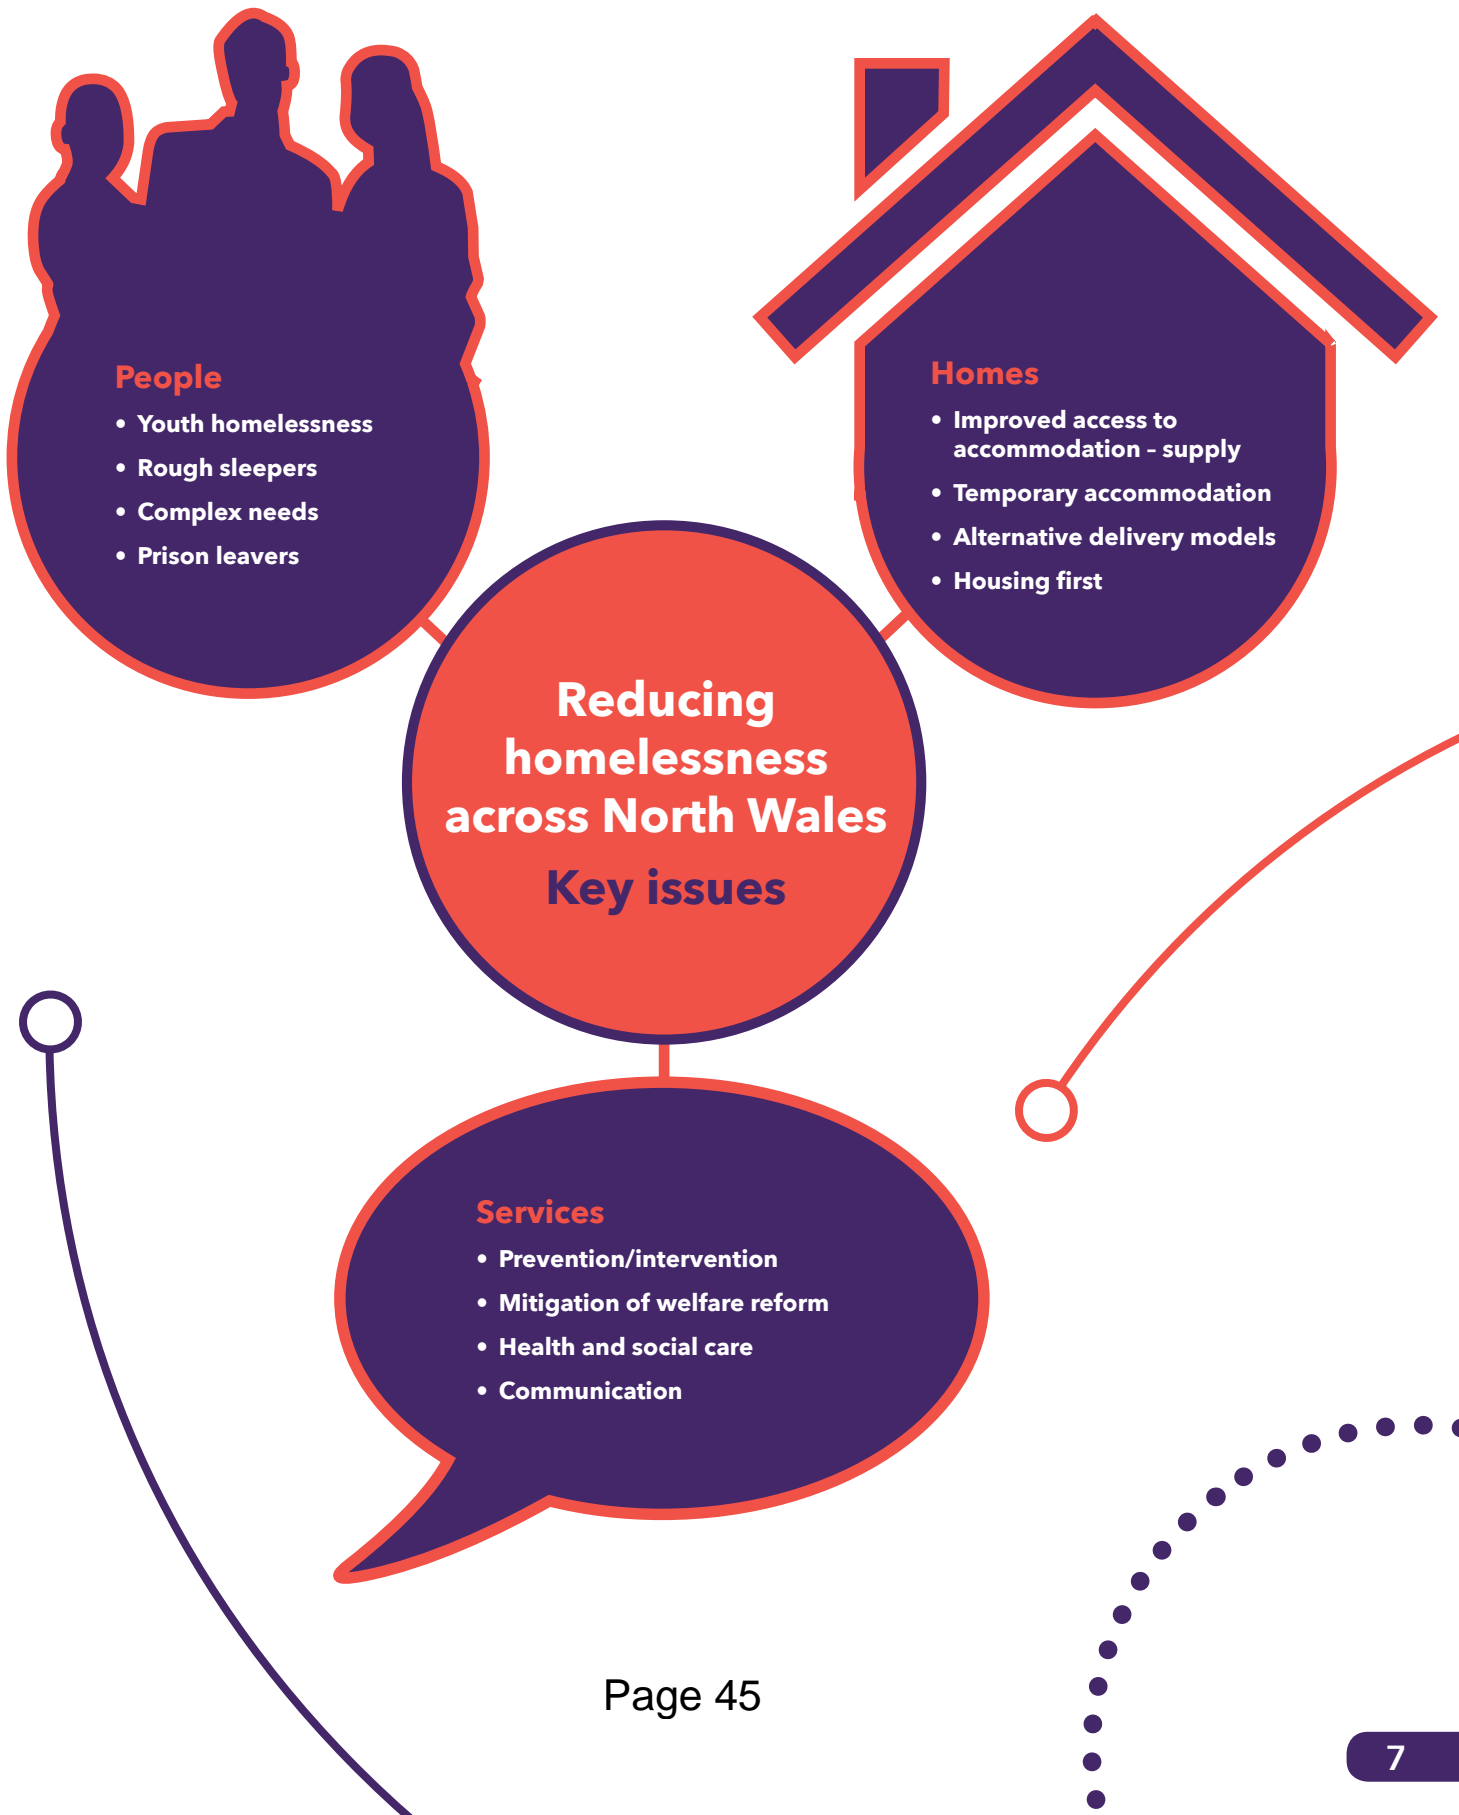 People
• Youth homelessness
• Rough sleepers
• Complex needs
• Prison leavers
Homes
• Improved access to
accommodation – supply
• Temporary accommodation
• Alternative delivery models
• Housing first
Reducing
homelessness
across North Wales
Key issues
Services
• Prevention/intervention
• Mitigation of welfare reform
• Health and social care
• Communication
Page 45
7